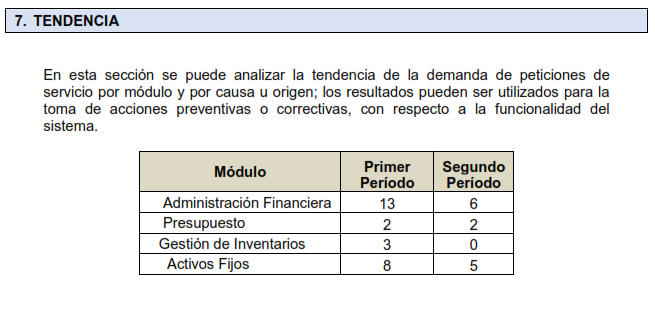 7. TENDENCIA
En esta sección se puede analizar la tendencia de la demanda de peticiones de
servicio por módulo y por causa u origen; los resultados pueden ser utilizados para la
toma de acciones preventivas o correctivas, con respecto a la funcionalidad del
sistema.
Módulo Primer Período Segundo Período
Administración Financiera 13 6
Presupuesto 2 2
Gestión de Inventarios 3 0
Activos Fijos 8 5